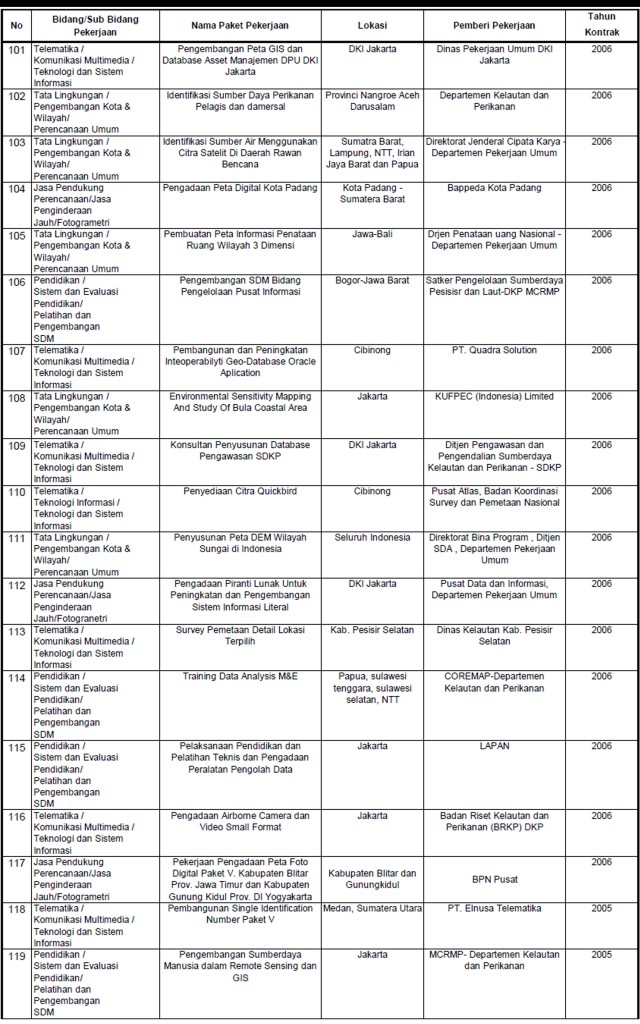 No
Bidang/Sub Bidang
Pekerjaan
Nama Paket Pekerjaan
Lokasi
Pemberi Pekerjaan
Tahun
Kontrak
101
Telematika /
Komunikasi Multimedia /
Teknologi dan Sistem
Informasi
Pengembangan Peta GIS dan
Database Asset Manajemen DPU DKI
Jakarta
DKI Jakarta
Dinas Pekerjaan Umum DKI
Jakarta
2006
102
Tata Lingkungan /
Pengembangan Kota &
Wilayah/
Perencanaan Umum
Identifikasi Sumber Daya Perikanan
Pelagis dan damersal
Provinci Nangroe Aceh
Darusalam
Departemen Kelautan dan
Perikanan
2006
103
Tata Lingkungan /
Pengembangan Kota &
Wilayah/
Perencanaan Umum
Identifikasi Sumber Air Menggunakan
Citra Satelit Di Daerah Rawan
Bencana
Sumatra Barat,
Lampung, NTT, Irian
Jaya Barat dan Papua
Direktorat Jenderal Cipata Karya -
Departemen Pekerjaan Umum
2006
104
Jasa Pendukung
Perencanaan/Jasa
Penginderaan
Jauh/Fotogrametri
Pengadaan Peta Digital Kota Padang
Kota Padang -
Sumatera Barat
Bappeda Kota Padang
2006
105
Tata Lingkungan /
Pengembangan Kota &
Wilayah/
Perencanaan Umum
Pembuatan Peta Informasi Penataan
Ruang Wilayah 3 Dimensi
Jawa-Bali
Drjen Penataan uang Nasional -
Departemen Pekerjaan Umum
2006
106
Pendidikan /
Sistem dan Evaluasi
Pendidikan/
Pelatihan dan
Pengembangan
SDM
Pengembangan SDM Bidang
Pengelolaan Pusat Informasi
Bogor-Jawa Barat
Satker Pengelolaan Sumberdaya
Pesisisr dan Laut-DKP MCRMP
2006
107
Telematika /
Komunikasi Multimedia /
Teknologi dan Sistem
Informasi
Pembangunan dan Peningkatan
Inteoperabilyti Geo-Database Oracle
Aplication
Cibinong
PT. Quadra Solution
2006
108
Tata Lingkungan /
Pengembangan Kota &
Wilayah/
Perencanaan Umum
Environmental Sensitivity Mapping
And Study Of Bula Coastal Area
Jakarta
KUFPEC (Indonesia) Limited
2006
109
Telematika /
Komunikasi Multimedia /
Teknologi dan Sistem
Informasi
Konsultan Penyusunan Database
Pengawasan SDKP
DKI Jakarta
Ditjen Pengawasan dan
Pengendalian Sumberdaya
Kelautan dan Perikanan - SDKP
2006
110
Telematika /
Teknologi Informasi /
Teknologi dan Sistem
Informasi
Penyediaan Citra Quickbird
Cibinong
Pusat Atlas, Badan Koordinasi
Survey dan Pemetaan Nasional
2006
111
Tata Lingkungan /
Pengembangan Kota &
Wilayah/
Perencanaan Umum
Penyusunan Peta DEM Wilayah
Sungai di Indonesia
Seluruh Indonesia
Direktorat Bina Program , Ditjen
SDA , Departemen Pekerjaan
Umum
2006
112
Jasa Pendukung
Perencanaan/Jasa
Penginderaan
Jauh/Fotogranetri
Pengadaan Piranti Lunak Untuk
Peningkatan dan Pengembangan
Sistem Informasi Literal
DKI Jakarta
Pusat Data dan Informasi,
Departemen Pekerjaan Umum
2006
113
Telematika /
Komunikasi Multimedia /
Teknologi dan Sistem
Informasi
Survey Pemetaan Detail Lokasi
Terpilih
Kab. Pesisir Selatan
Dinas Kelautan Kab. Pesisir
Selatan
2006
114
Pendidikan /
Sistem dan Evaluasi
Pendidikan/
Pelatihan dan
Pengembangan
SDM
Training Data Analysis M&E
Papua, sulawesi
tenggara, sulawesi
selatan, NTT
COREMAP-Departemen
Kelautan dan Perikanan
2006
115
Pendidikan /
Sistem dan Evaluasi
Pendidikan/
Pelatihan dan
Pengembangan
SDM
Pelaksanaan Pendidikan dan
Pelatihan Teknis dan Pengadaan
Peralatan Pengolah Data
Jakarta
LAPAN
2006
116
Telematika /
Komunikasi Multimedia /
Teknologi dan Sistem
Informasi
Pengadaan Airborne Camera dan
Video Small Format
Jakarta
Badan Riset Kelautan dan
Perikanan (BRKP) DKP
2006
117
Jasa Pendukung
Perencanaan/Jasa
Penginderaan
Jauh/Fotogrametri
Pekerjaan Pengadaan Peta Foto
Digital Paket V. Kabupaten Blitar
Prov. Jawa Timur dan Kabupaten
Gunung Kidul Prov. DI Yogyakarta
Kabupaten Blitar dan
Gunungkidul
BPN Pusat
2006
118
Telematika /
Komunikasi Multimedia /
Teknologi dan Sistem
Informasi
Pembangunan Single Identification
Number Paket V
Medan, Sumatera Utara
PT. Elnusa Telematika
2005
119
Pendidikan /
Sistem dan Evaluasi
Pendidikan/
Pelatihan dan
Pengembangan
SDM
Pengembangan Sumberdaya
Manusia dalam Remote Sensing dan
GIS
Jakarta
MCRMP- Departemen Kelautan
dan Perikanan
2005